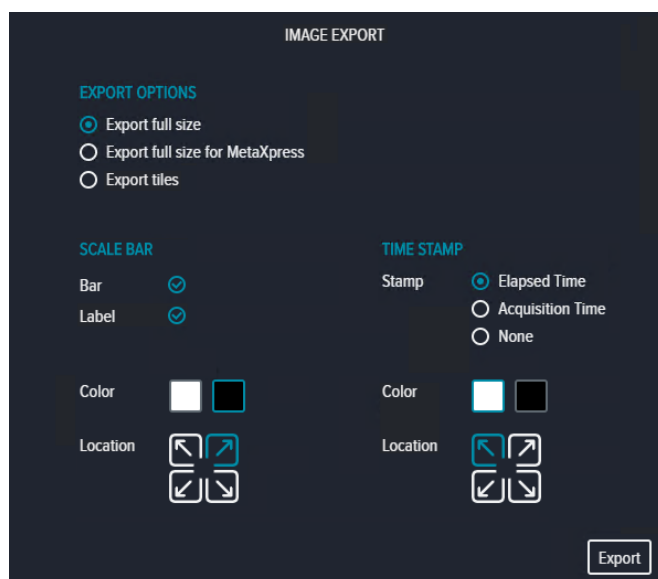 IMAGE EXPORT
EXPORT OPTIONS
Export full size
Export full size for MetaXpress
Export tiles
SCALE BAR
Bar
Label
Color
Location
TIME STAMP
Stamp
Elapsed Time
Acquisition Time
None
Color
Location
Export